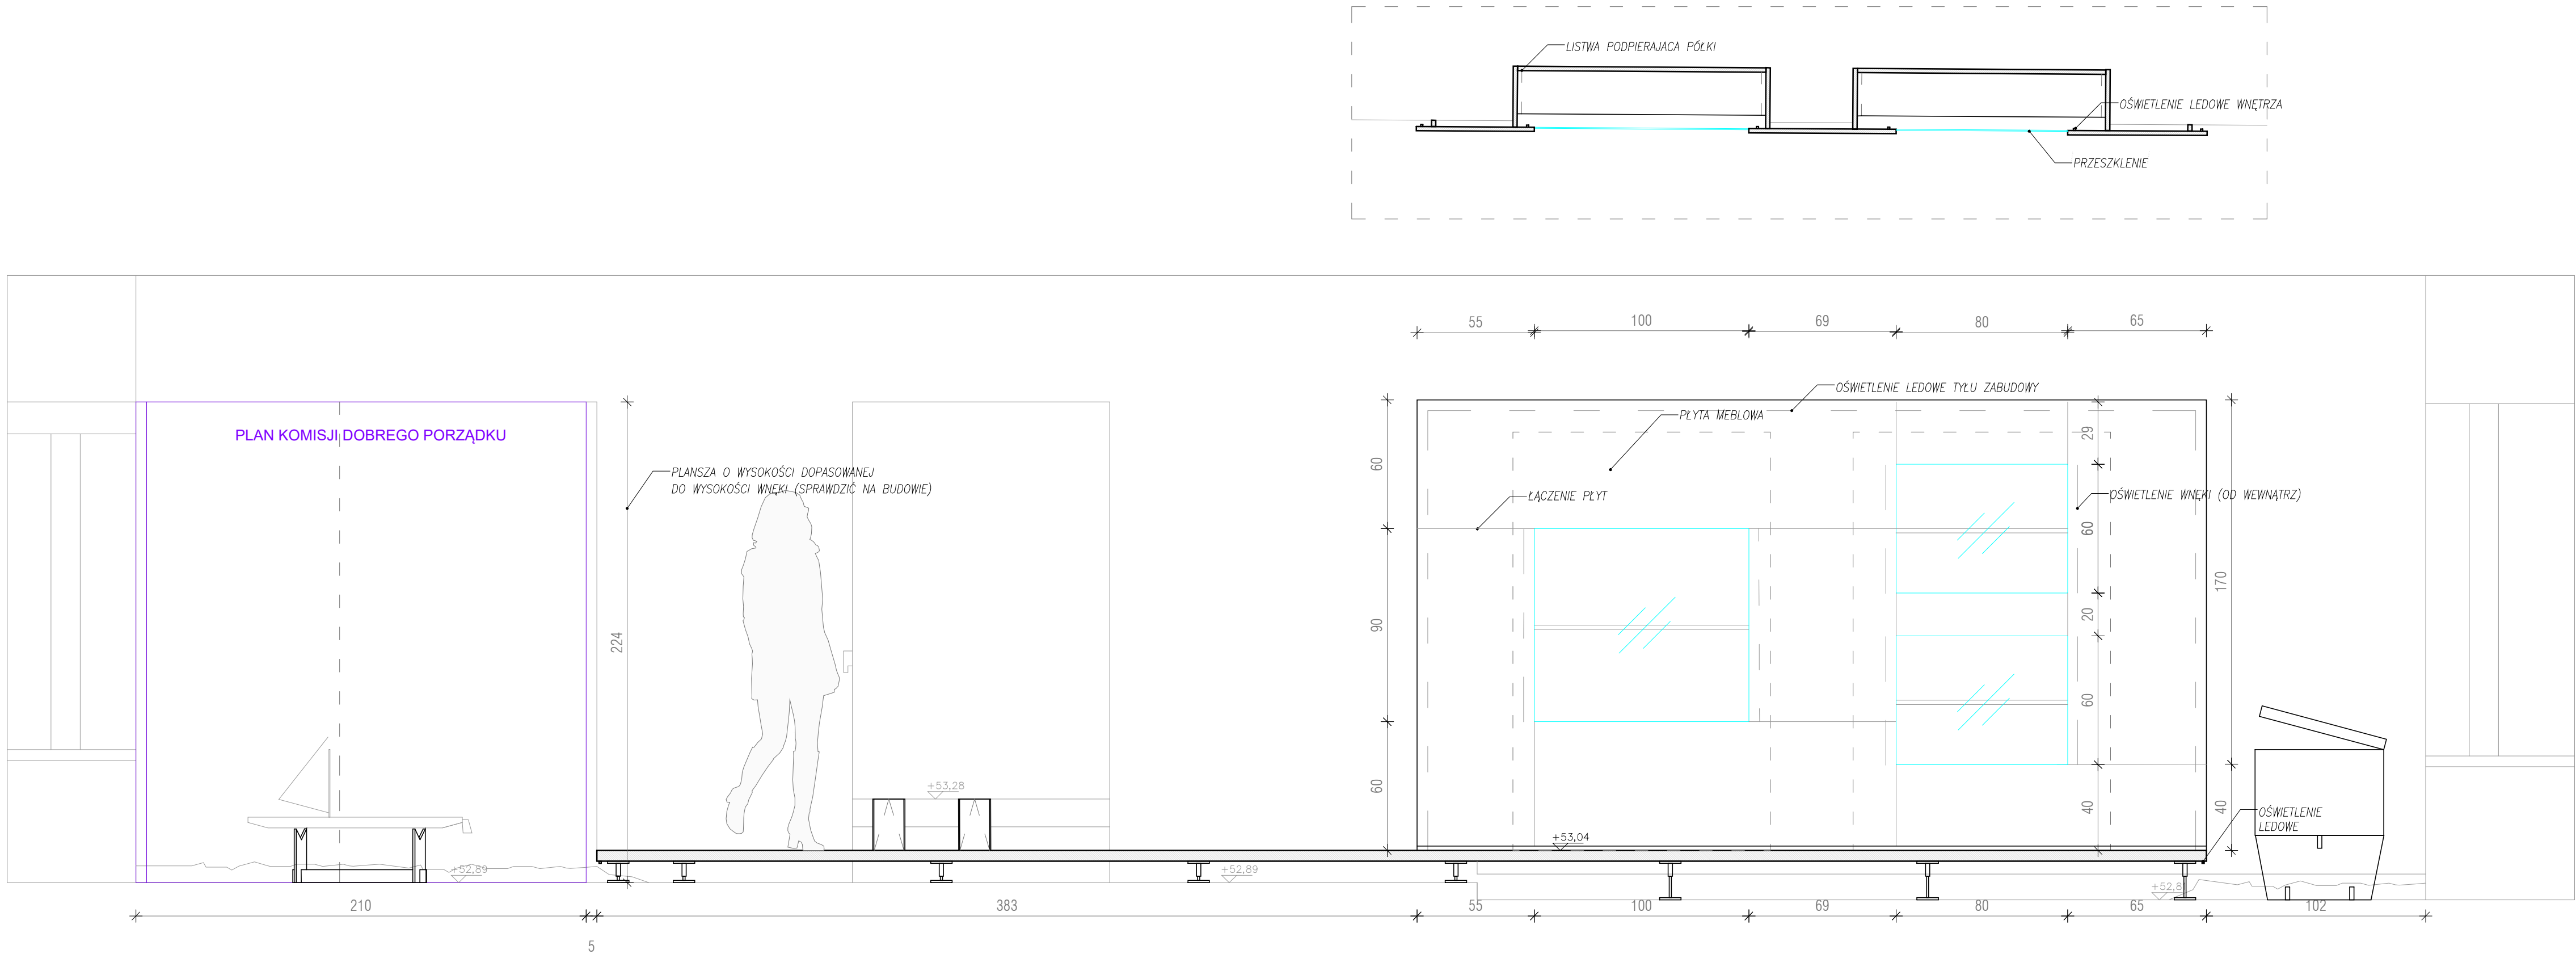 LISTWA PODPIERAJACA PÓŁKI
OŚWIETLENIE LEDOWE WNĘTRZA
PRZESZKLENIE
55 100 69 80 65
OŚWIETLENIE LEDOWE TYŁU ZABUDOWY
PŁYTA MEBLOWA
PLAN KOMISJI DOBREGO PORZĄDKU
29
60
PLANSZA O WYSOKOŚCI DOPASOWANEJ
DO WYSOKOŚCI WNĘKI (SPRAWDZIĆ NA BUDOWIE)
ŁĄCZENIE PŁYT
OŚWIETLENIE WNĘKI (OD WEWNĄTRZ)
60
170
20
90
224
60
60
+53,28
40
40
OŚWIETLENIE
LEDOWE
+53,04
+52,89
+52,89
210 383 55 100 69 80 65 102
5